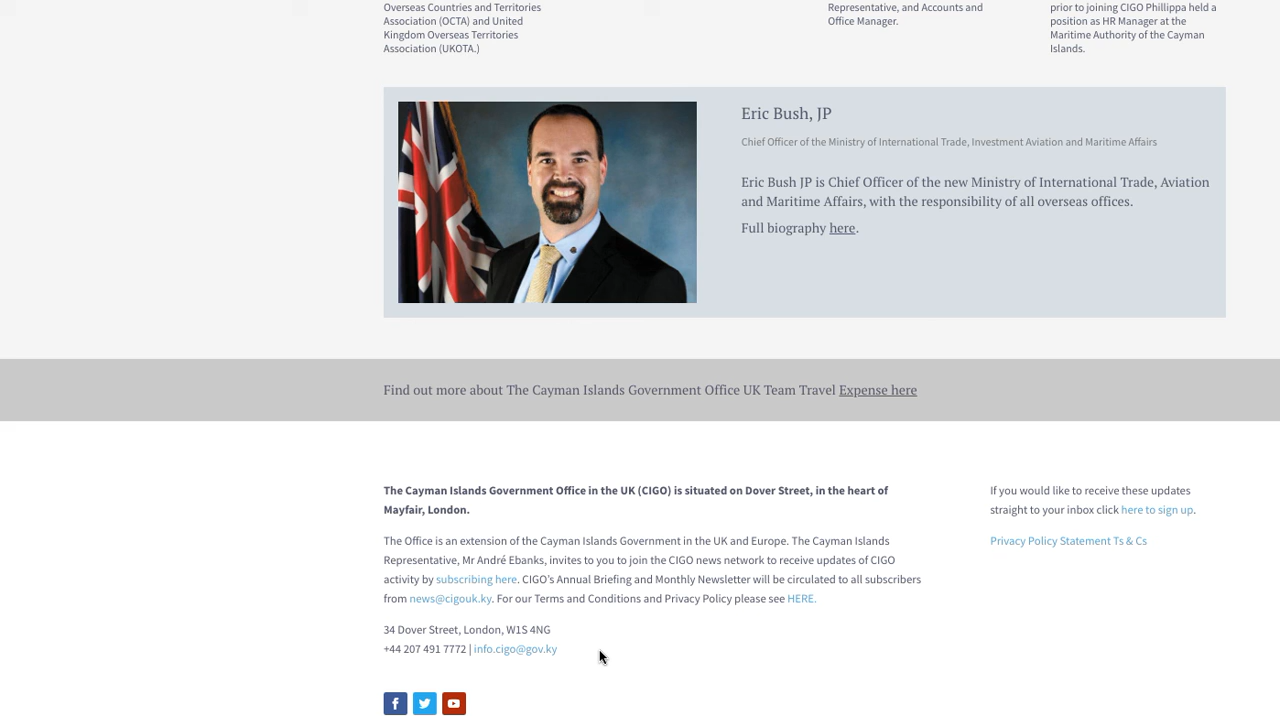 Overseas Countries and Territories
Association (OCTA) and United
Kingdom Overseas Territories
Association (UKOTA.)
Representative, and Accounts and
Office Manager.
prior to joining CIGO Phillippa held a
position as HR Manager at the
Maritime Authority of the Cayman
Islands.
Eric Bush, JP
Chief Officer of the Ministry of International Trade, Investment Aviation and Maritime Affairs
Eric Bush JP is Chief Officer of the new Ministry of International Trade, Aviation
and Maritime Affairs, with the responsibility of all overseas offices.
Full biography here.
Find out more about The Cayman Islands Government Office UK Team Travel Expense here
The Cayman Islands Government Office in the UK (CIGO) is situated on Dover Street, in the heart of
Mayfair, London.
The Office is an extension of the Cayman Islands Government in the UK and Europe. The Cayman Islands
Representative, Mr André Ebanks, invites to you to join the CIGO news network to receive updates of CIGO
activity by subscribing here. CIGO's Annual Briefing and Monthly Newsletter will be circulated to all subscribers
from news@cigouk.ky. For our Terms and Conditions and Privacy Policy please see HERE.
34 Dover Street, London, W1S 4NG
+44 207 491 7772 | info.cigo@gov.ky
If you would like to receive these updates
straight to your inbox click here to sign up.
Privacy Policy Statement Ts & Cs